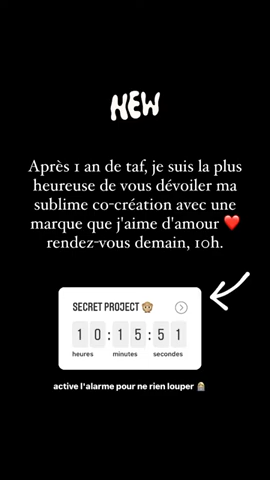 NEW
Après 1 an de taf, je suis la plus
heureuse de vous dévoiler ma
sublime co-création avec une
marque que j'aime d'amour ❤️
rendez-vous demain, 10h.
SECRET PROJECT 🐵
10:15:51
heures minutes secondes
active l'alarme pour ne rien louper